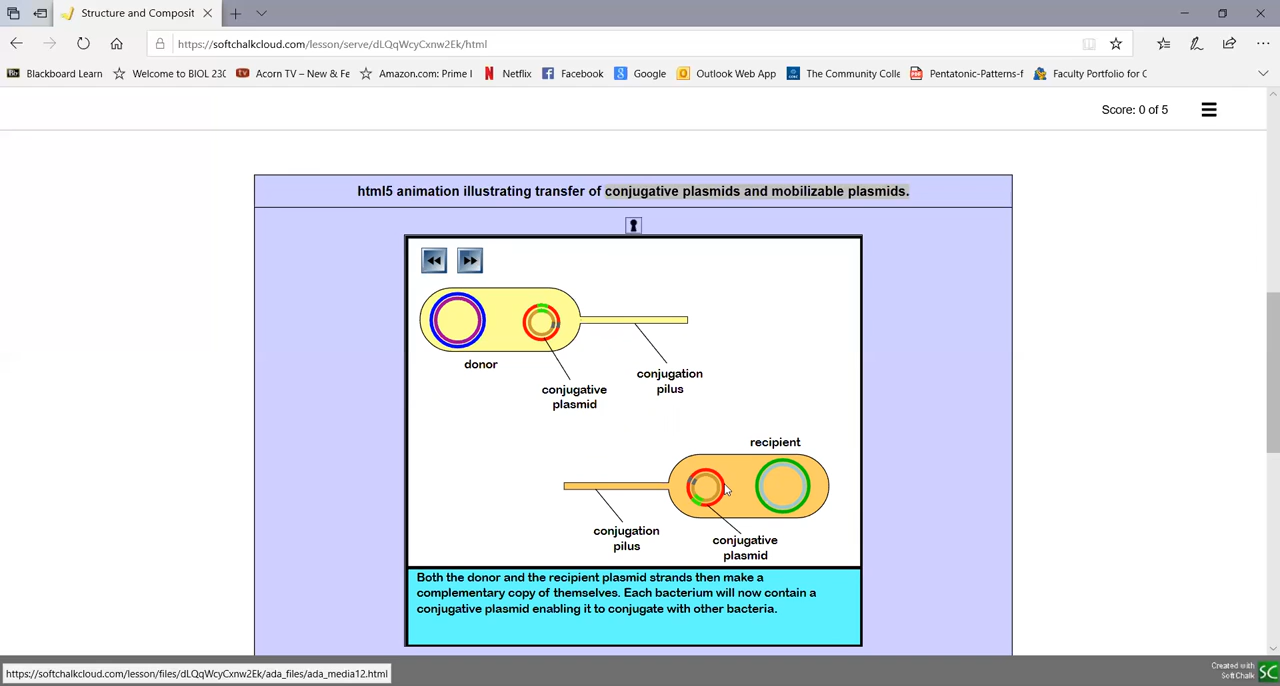 Structure and Composit
https://softchalkcloud.com/lesson/serve/dLQqWcyCxnw2Ek/html
Bb Blackboard Learn Welcome to BIOL 230 Acorn TV – New & Fe Amazon.com: Prime I Netflix Facebook Google Outlook Web App The Community Colle Pentatonic-Patterns-f Faculty Portfolio for C
Score: 0 of 5
html5 animation illustrating transfer of conjugative plasmids and mobilizable plasmids.
donor
conjugative
plasmid
conjugation
pilus
recipient
conjugation
pilus
conjugative
plasmid
Both the donor and the recipient plasmid strands then make a
complementary copy of themselves. Each bacterium will now contain a
conjugative plasmid enabling it to conjugate with other bacteria.
https://softchalkcloud.com/lesson/files/dLQqWcyCxnw2Ek/ada_files/ada_media12.html
Created with
SoftChalk
SC